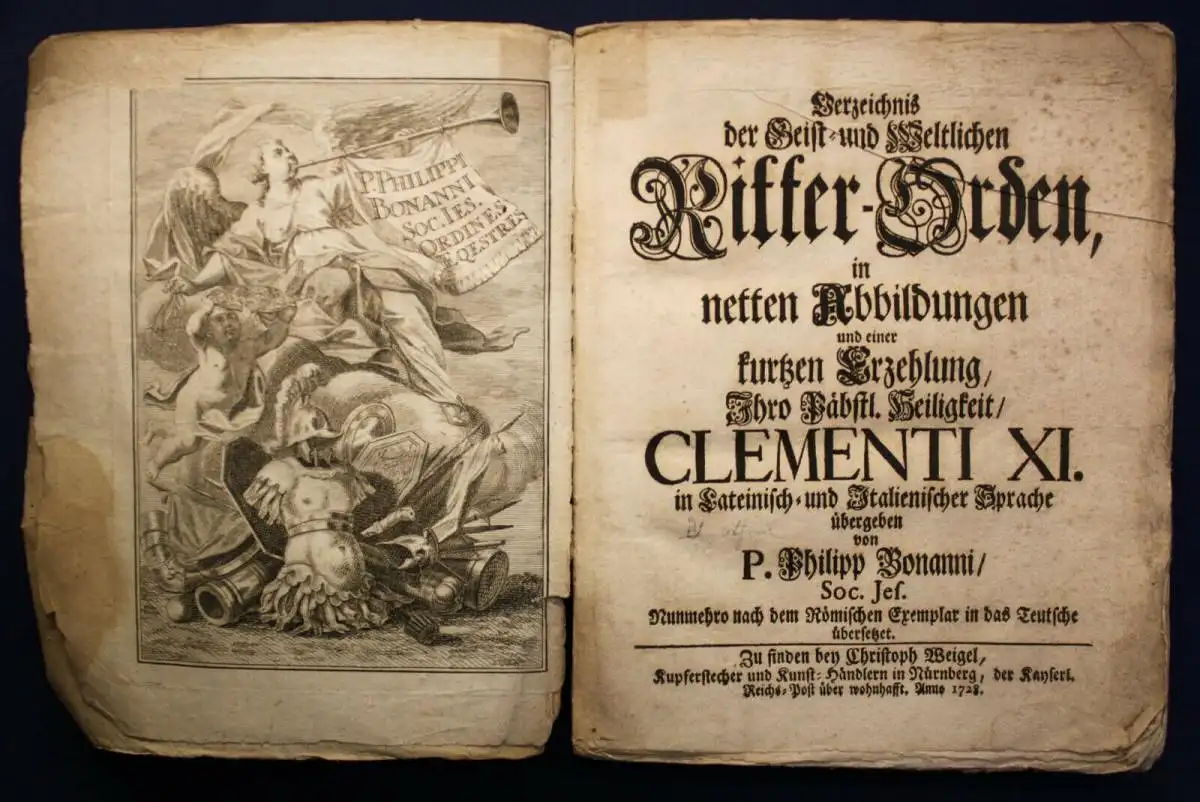 P. PHILIPPI
BONANNI
SOC. IES.
ORDINES
EQESTRES
Verzeichnis
der Geist- und Weltlichen
Ritter-Orden,
in
netten Abbildungen
und einer
kurtzen Erzehlung/
Ihro Päbstl. Heiligkeit/
CLEMENTI XI.
in Lateinisch- und Italienischer Sprache
übergeben
von
P. Philipp Bonanni/
Soc. Jes.
Nunmehro nach dem Römischen Exemplar in das Teutsche
übersetzet.
Zu finden bey Christoph Weigel,
Kupferstecher und Kunst-Händlern in Nürnberg, der Kayserl.
Reichs-Post über wohnhafft. Anno 1728.